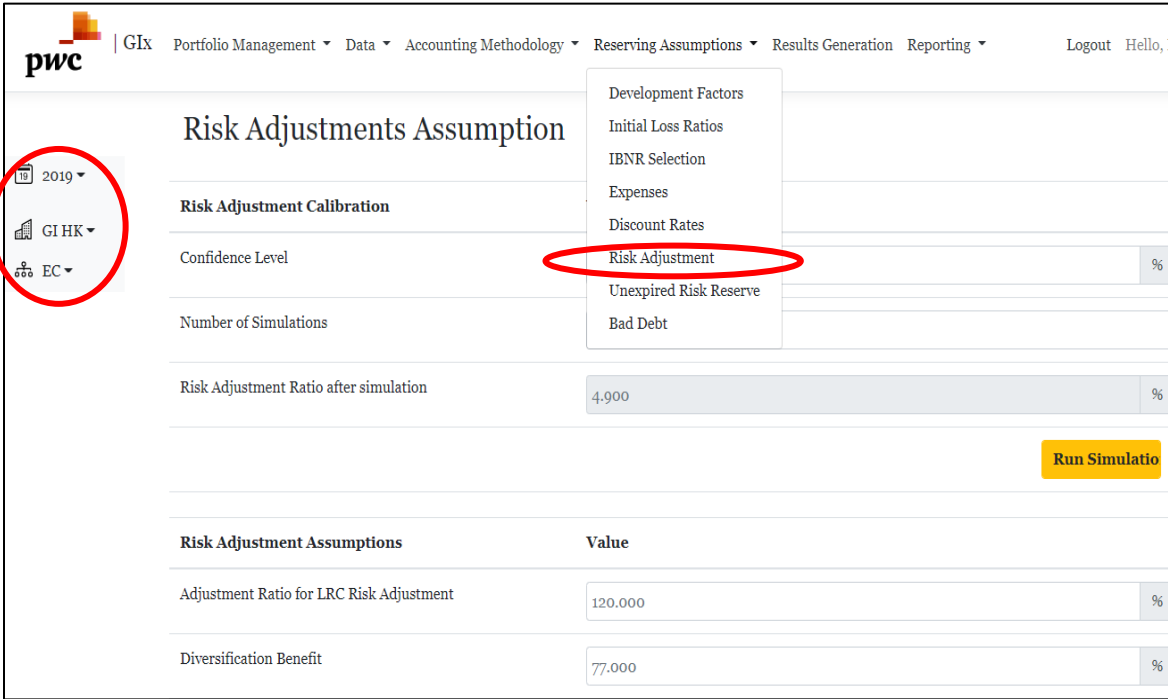 pwc | GIx Portfolio Management Data Accounting Methodology Reserving Assumptions Results Generation Reporting Logout Hello,
Development Factors
Initial Loss Ratios
IBNR Selection
Expenses
Discount Rates
Risk Adjustment
Unexpired Risk Reserve
Bad Debt
19 2019
GI HK
EC
Risk Adjustments Assumption
Risk Adjustment Calibration
Confidence Level %
Number of Simulations
Risk Adjustment Ratio after simulation 4.900 %
Run Simulatio
Risk Adjustment Assumptions Value
Adjustment Ratio for LRC Risk Adjustment 120.000 %
Diversification Benefit 77.000 %